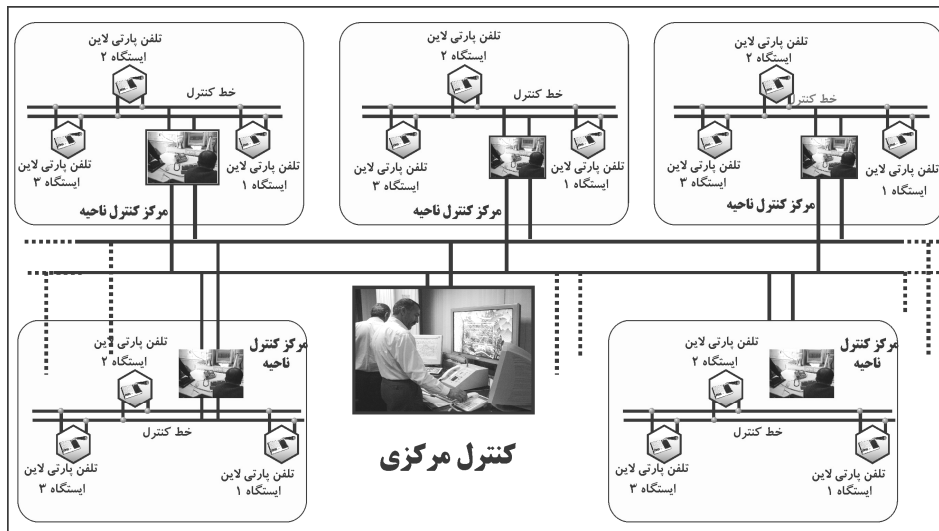 تلفن پارتی لاین
ایستگاه ۲
خط کنترل
تلفن پارتی لاین
ایستگاه ۱
تلفن پارتی لاین
ایستگاه ۳
مرکز کنترل ناحیه
تلفن پارتی لاین
ایستگاه ۲
خط کنترل
تلفن پارتی لاین
ایستگاه ۱
تلفن پارتی لاین
ایستگاه ۳
مرکز کنترل ناحیه
تلفن پارتی لاین
ایستگاه ۲
خط کنترل
تلفن پارتی لاین
ایستگاه ۱
تلفن پارتی لاین
ایستگاه ۳
مرکز کنترل ناحیه
مرکز کنترل
ناحیه
تلفن پارتی لاین
ایستگاه ۲
خط کنترل
تلفن پارتی لاین
ایستگاه ۱
تلفن پارتی لاین
ایستگاه ۳
کنترل مرکزی
مرکز کنترل
ناحیه
تلفن پارتی لاین
ایستگاه ۲
خط کنترل
تلفن پارتی لاین
ایستگاه ۱
تلفن پارتی لاین
ایستگاه ۳